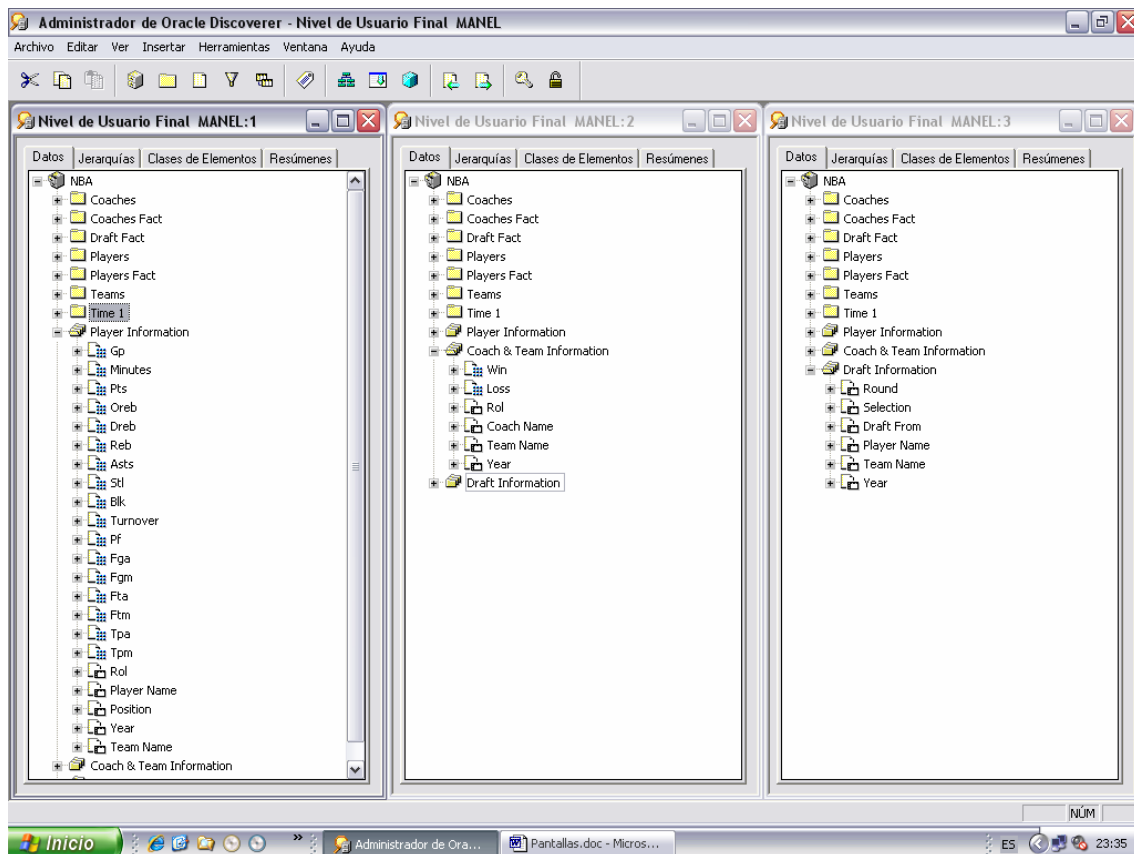 Administrador de Oracle Discoverer - Nivel de Usuario Final MANEL
Archivo Editar Ver Insertar Herramientas Ventana Ayuda
Nivel de Usuario Final MANEL:1
Datos Jerarquías Clases de Elementos Resúmenes
NBA
Coaches
Coaches Fact
Draft Fact
Players
Players Fact
Teams
Time 1
Player Information
Gp
Minutes
Pts
Oreb
Dreb
Reb
Asts
Stl
Blk
Turnover
Pf
Fga
Fgm
Fta
Ftm
Tpa
Tpm
Rol
Player Name
Position
Year
Team Name
Coach & Team Information
Nivel de Usuario Final MANEL:2
Datos Jerarquías Clases de Elementos Resúmenes
NBA
Coaches
Coaches Fact
Draft Fact
Players
Players Fact
Teams
Time 1
Player Information
Coach & Team Information
Win
Loss
Rol
Coach Name
Team Name
Year
Draft Information
Nivel de Usuario Final MANEL:3
Datos Jerarquías Clases de Elementos Resúmenes
NBA
Coaches
Coaches Fact
Draft Fact
Players
Players Fact
Teams
Time 1
Player Information
Coach & Team Information
Draft Information
Round
Selection
Draft From
Player Name
Team Name
Year
NÚM
Inicio Administrador de Ora... Pantallas.doc - Micros... ES 23:35